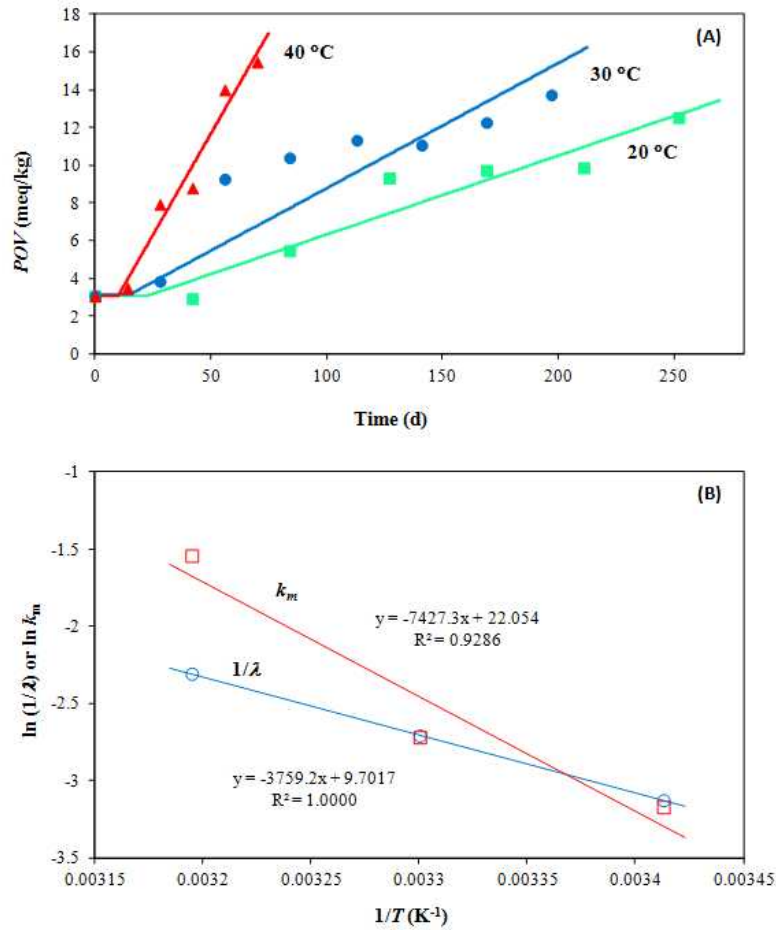 18
16
14
12
10
8
6
4
2
0
POV (meq/kg)
(A)
40 °C
30 °C
20 °C
0 50 100 150 200 250
Time (d)
-1
-1.5
-2
-2.5
-3
-3.5
ln (1/λ) or ln kₘ
(B)
kₘ
y = -7427.3x + 22.054
R² = 0.9286
1/λ
y = -3759.2x + 9.7017
R² = 1.0000
0.00315 0.0032 0.00325 0.0033 0.00335 0.0034 0.00345
1/T (K⁻¹)